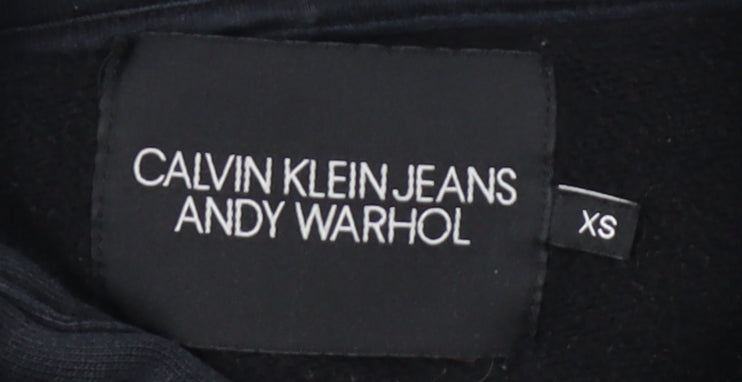 CALVIN KLEIN JEANS
ANDY WARHOL
XS